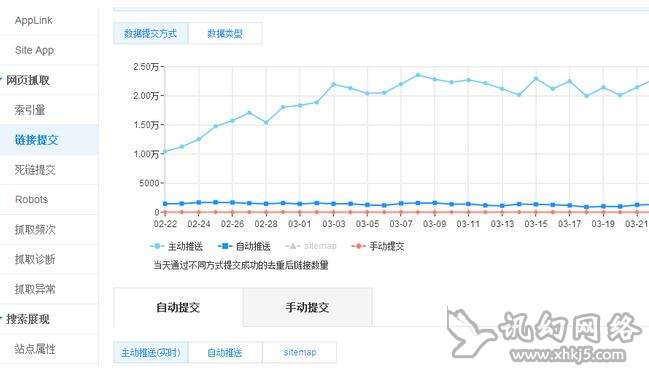 AppLink
Site App
网页抓取
索引量
链接提交
死链提交
Robots
抓取频次
抓取诊断
抓取异常
搜索展现
站点属性
数据提交方式 数据类型
2.50万
2.00万
1.50万
1.00万
5000
0
02-22 02-24 02-26 02-28 03-01 03-03 03-05 03-07 03-09 03-11 03-13 03-15 03-17 03-19 03-21
主动推送 自动推送 sitemap 手动提交
当天通过不同方式提交成功的去重后链接数量
自动提交 手动提交
主动推送(实时) 自动推送 sitemap
讯幻网络
www.xhkj5.com